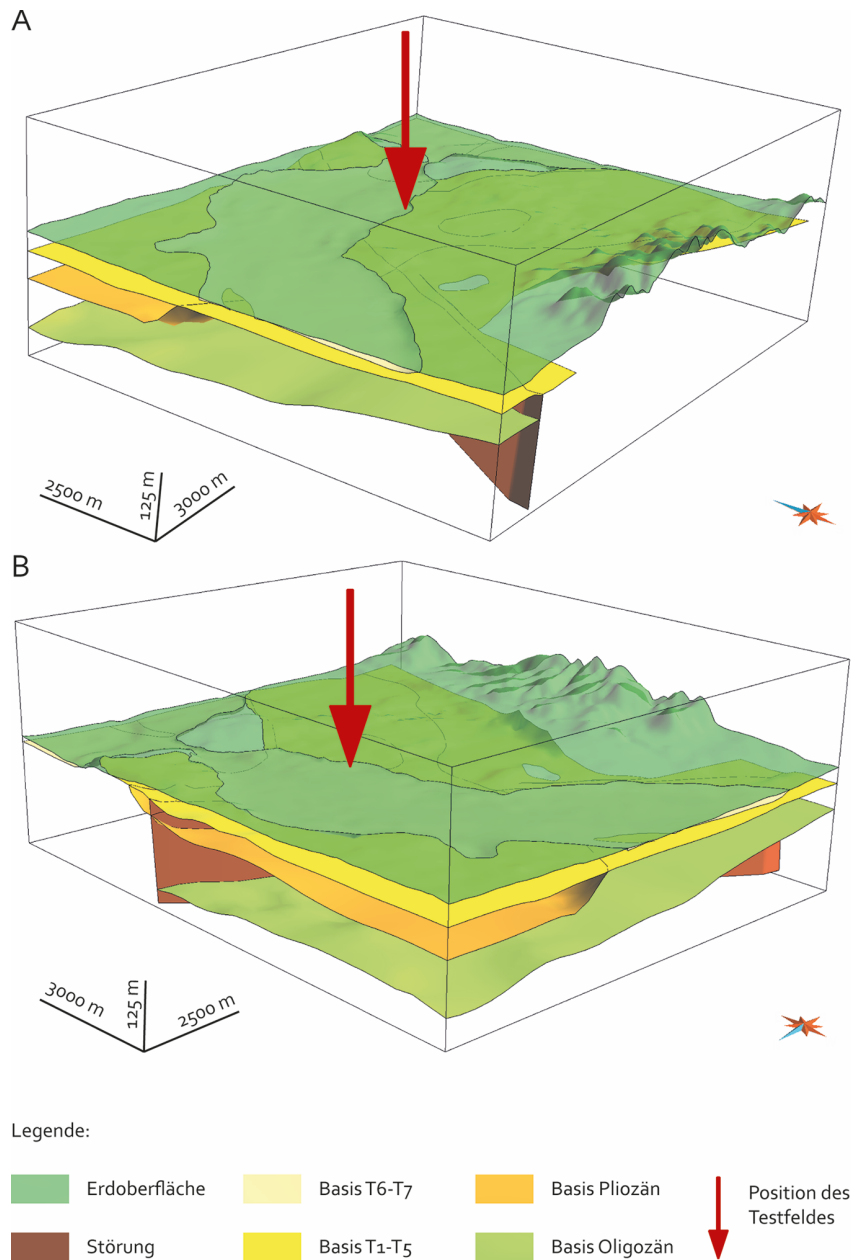 A
2500 m
125 m
3000 m
B
3000 m
125 m
2500 m
Legende:
Erdoberfläche
Basis T6-T7
Basis Pliozän
Position des
Testfeldes
Störung
Basis T1-T5
Basis Oligozän